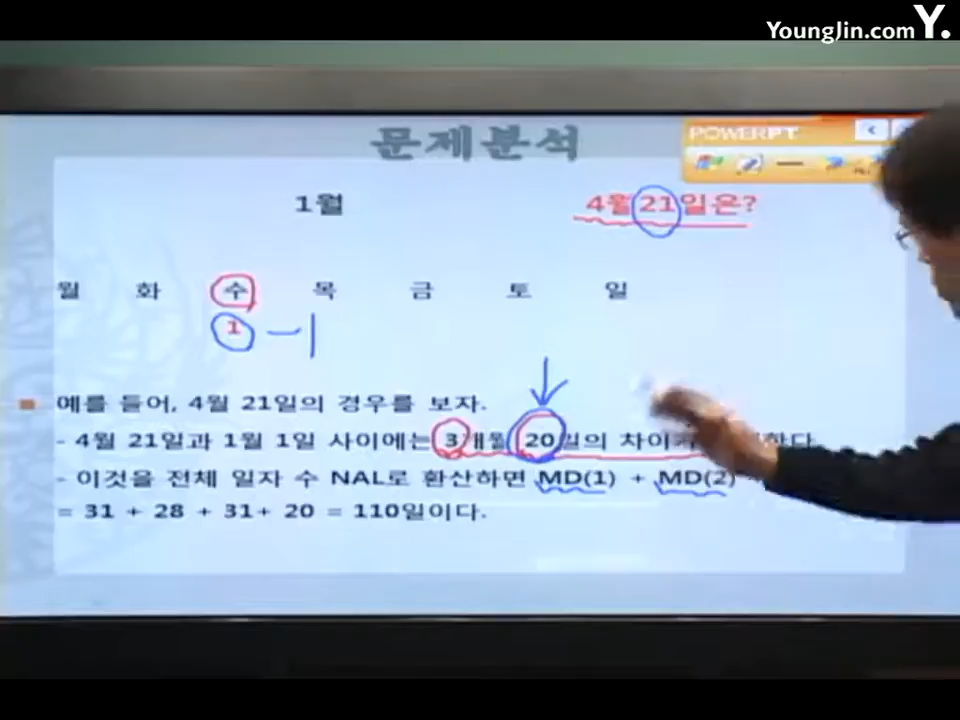 YoungJin.com Y.
문제분석
POWERPT
1월
4월 21일은?
월 화 수 목 금 토 일
1 – 1
예를 들어, 4월 21일의 경우를 보자.
- 4월 21일과 1월 1일 사이에는 3개월 20일의 차이가
- 이것을 전체 일자 수 NAL로 환산하면 MD(1) + MD(2)
= 31 + 28 + 31+ 20 = 110일이다.